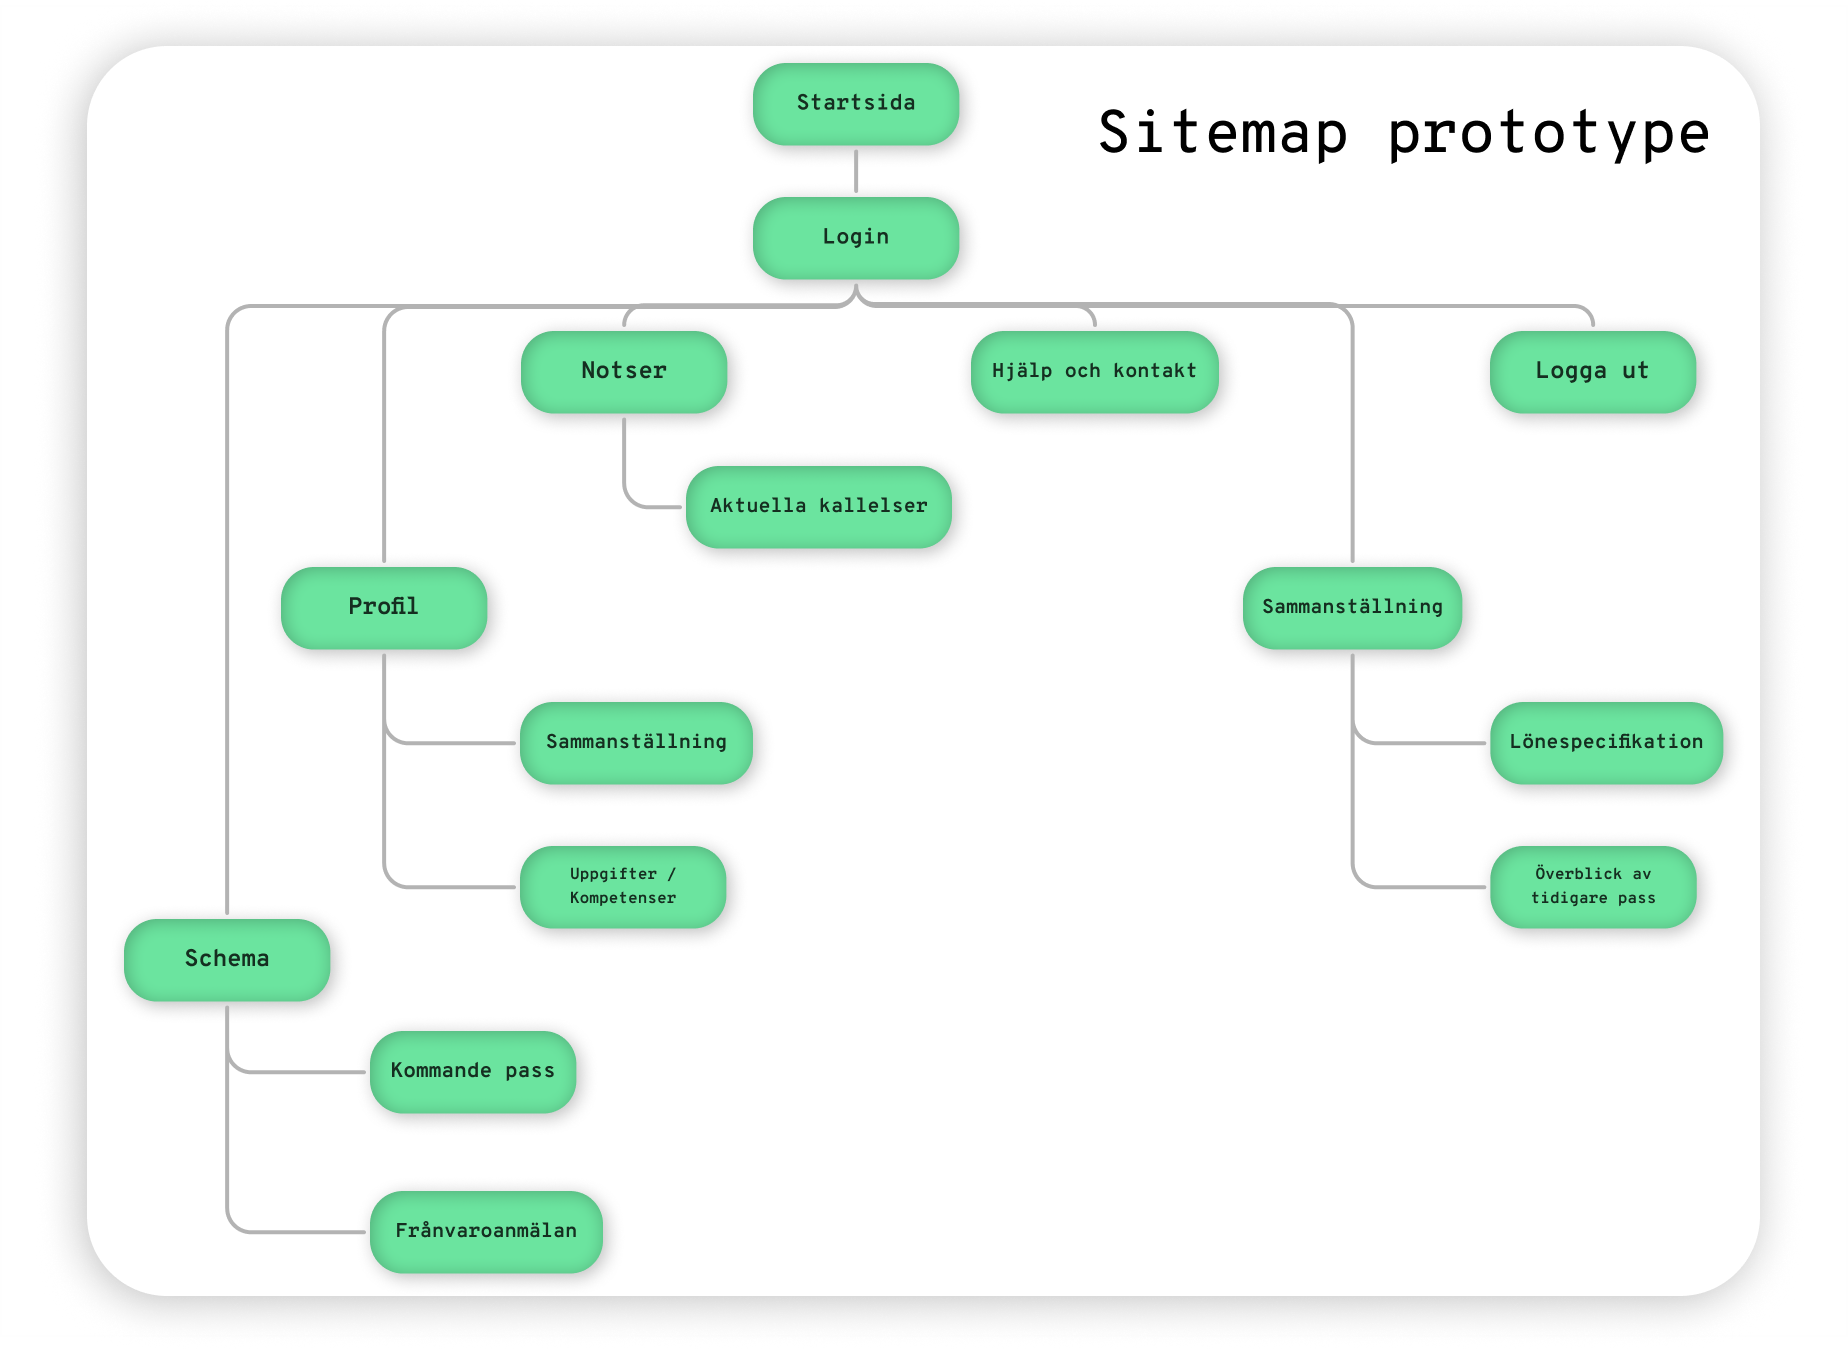 Startsida
Sitemap prototype
Login
Notser
Hjälp och kontakt
Logga ut
Aktuella kallelser
Profil
Sammanställning
Sammanställning
Lönespecifikation
Uppgifter /
Kompetenser
Överblick av
tidigare pass
Schema
Kommande pass
Frånvaroanmälan